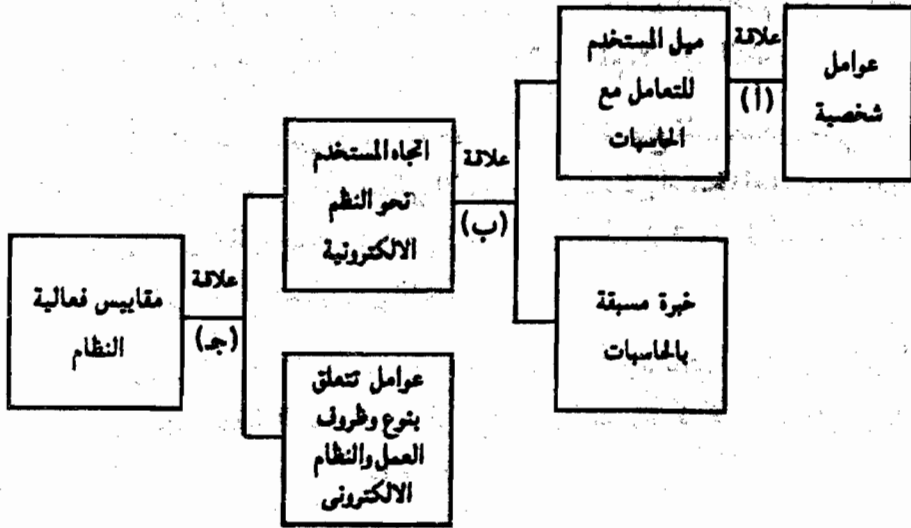 عوامل
شخصية
علاقة
(أ)
ميل المستخدم
للتعامل مع
الحاسبات
خبرة مسبقة
بالحاسبات
علاقة
(ب)
اتجاه المستخدم
نحو النظم
الالكترونية
عوامل تتعلق
بنوع وظروف
العمل والنظام
الالكترونى
علاقة
(جـ)
مقاييس فعالية
النظام